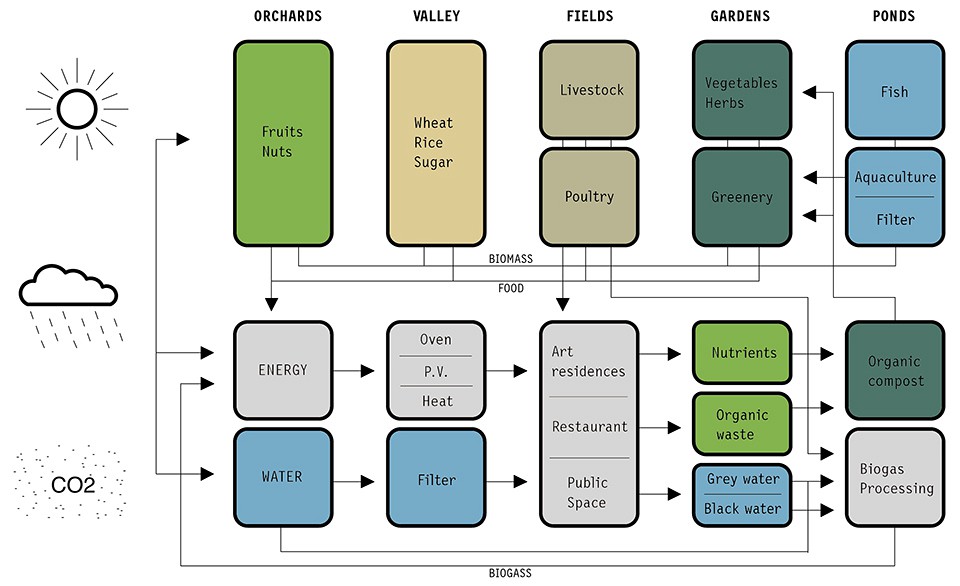 ORCHARDS
VALLEY
FIELDS
GARDENS
PONDS
Fruits
Nuts
Wheat
Rice
Sugar
Livestock
Poultry
Vegetables
Herbs
Greenery
Fish
Aquaculture
Filter
BIOMASS
FOOD
ENERGY
Oven
P.V.
Heat
Art
residences
Restaurant
Public
Space
Nutrients
Organic
waste
Grey water
Black water
Organic
compost
Biogas
Processing
WATER
Filter
CO2
BIOGASS